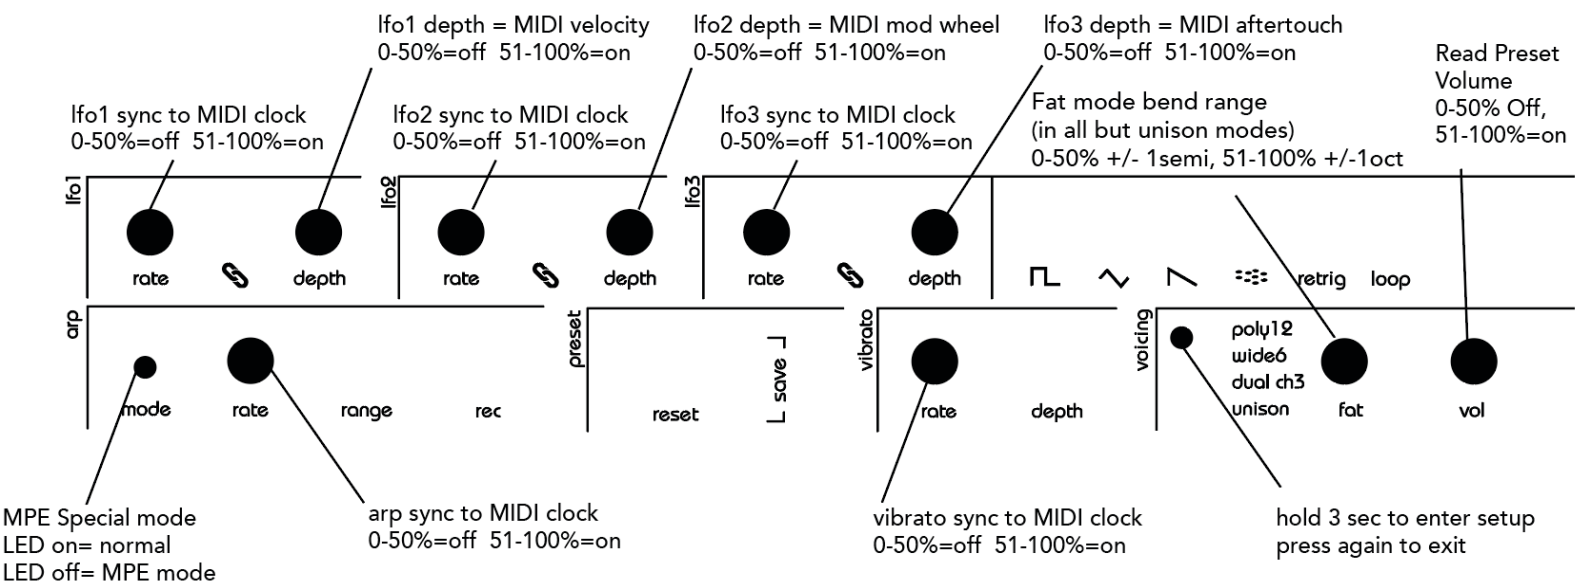 lfo1 depth = MIDI velocity
0-50%=off 51-100%=on
lfo2 depth = MIDI mod wheel
0-50%=off 51-100%=on
lfo3 depth = MIDI aftertouch
0-50%=off 51-100%=on
Read Preset
Volume
0-50% Off,
51-100%=on
lfo1 sync to MIDI clock
0-50%=off 51-100%=on
lfo2 sync to MIDI clock
0-50%=off 51-100%=on
lfo3 sync to MIDI clock
0-50%=off 51-100%=on
Fat mode bend range
(in all but unison modes)
0-50% +/- 1semi, 51-100% +/-1oct
lfo1
rate
depth
lfo2
rate
depth
lfo3
rate
depth
retrig
loop
arp
mode
rate
range
rec
preset
reset
save
vibrato
rate
depth
voicing
poly12
wide6
dual ch3
unison
fat
vol
MPE Special mode
LED on= normal
LED off= MPE mode
arp sync to MIDI clock
0-50%=off 51-100%=on
vibrato sync to MIDI clock
0-50%=off 51-100%=on
hold 3 sec to enter setup
press again to exit